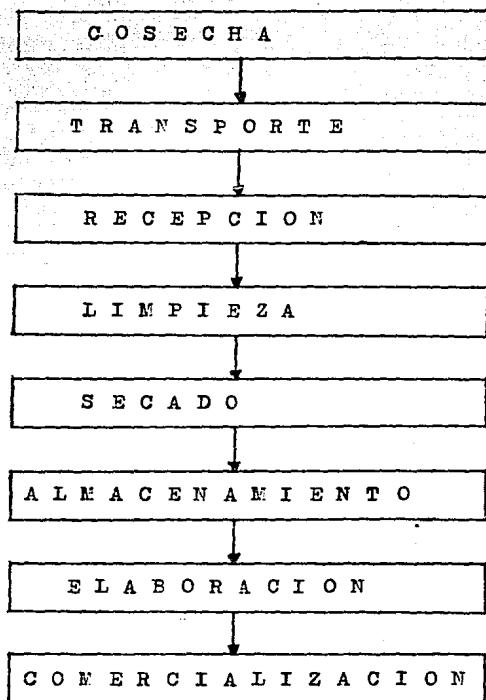 COSECHA
TRANSPORTE
RECEPCION
LIMPIEZA
SECADO
ALMACENAMIENTO
ELABORACION
COMERCIALIZACION